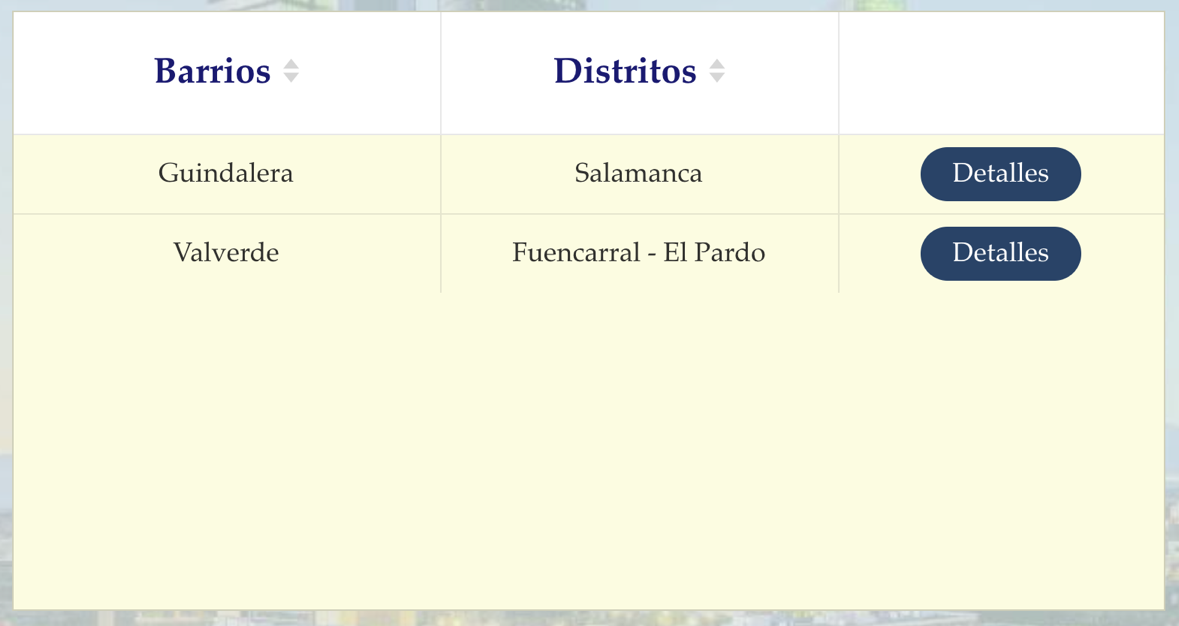 Barrios Distritos
Guindalera Salamanca Detalles
Valverde Fuencarral - El Pardo Detalles